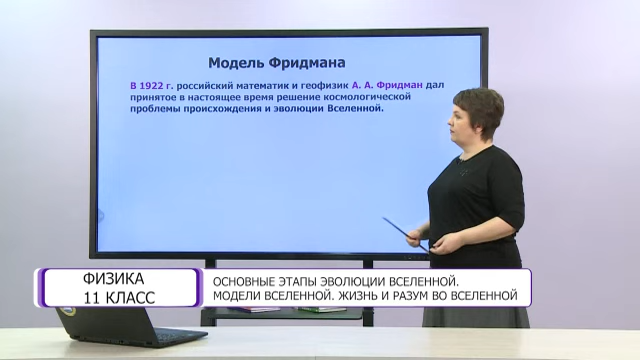 Модель Фридмана
В 1922 г. российский математик и геофизик А. А. Фридман дал
принятое в настоящее время решение космологической
проблемы происхождения и эволюции Вселенной.
ФИЗИКА
11 КЛАСС
ОСНОВНЫЕ ЭТАПЫ ЭВОЛЮЦИИ ВСЕЛЕННОЙ.
МОДЕЛИ ВСЕЛЕННОЙ. ЖИЗНЬ И РАЗУМ ВО ВСЕЛЕННОЙ